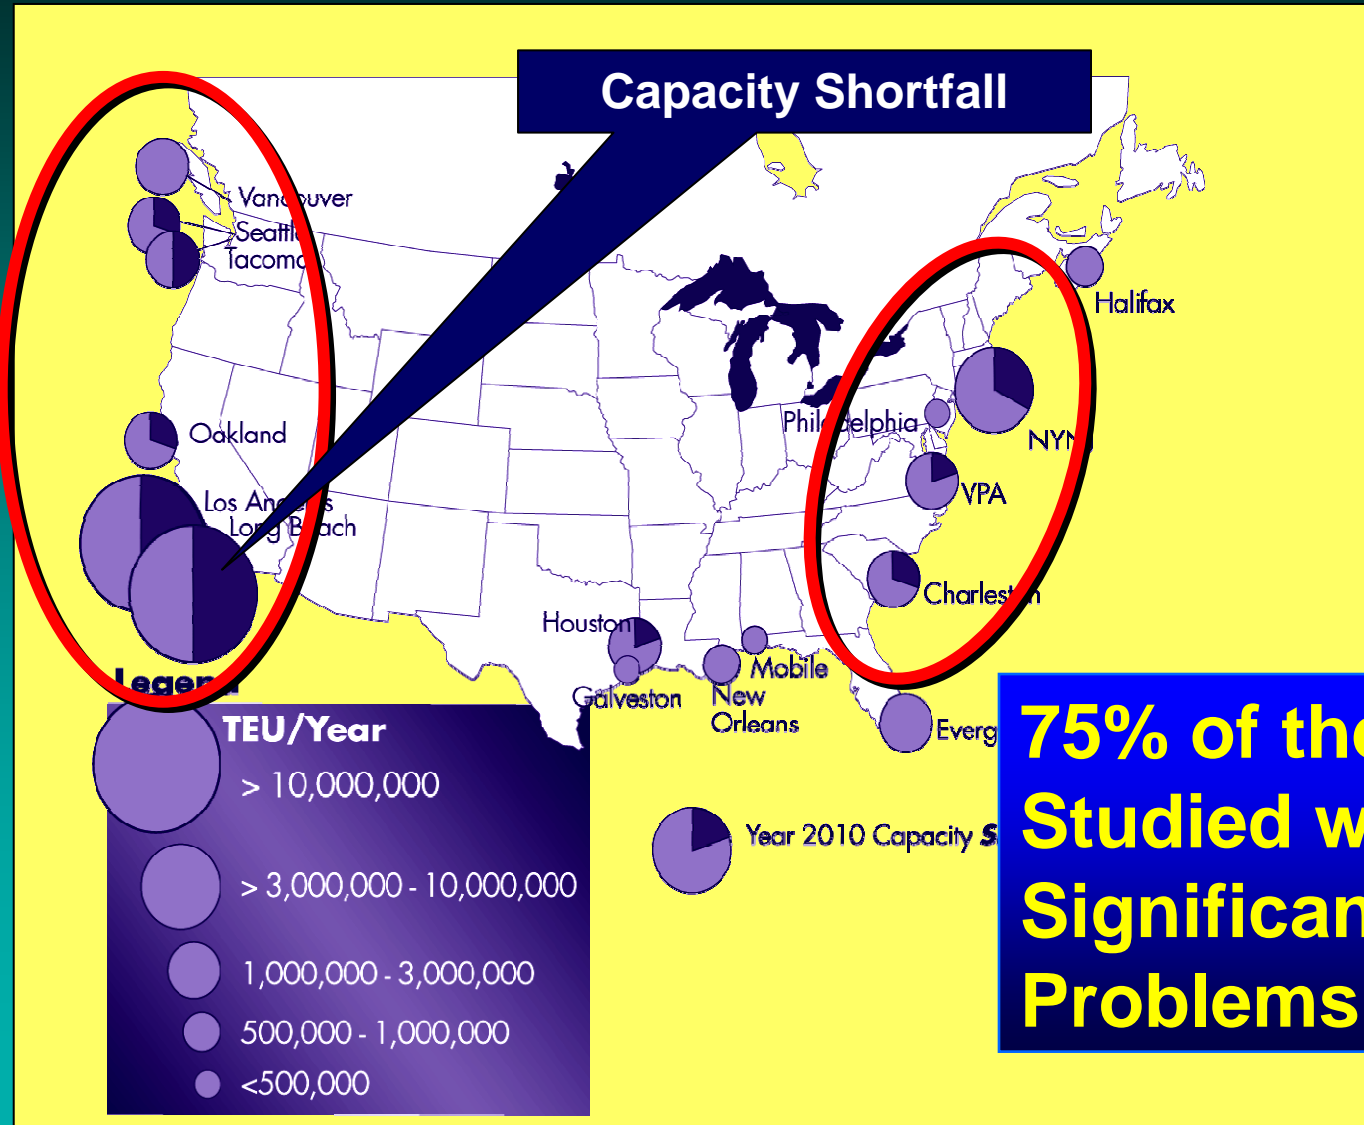 Capacity Shortfall
Vancouver
Seattle
Tacoma
Halifax
Oakland
Philadelphia
NYNJ
Los Angeles
Long Beach
VPA
Charleston
Houston
Mobile
Galveston
New
Orleans
Everg
Legend
TEU/Year
> 10,000,000
> 3,000,000 - 10,000,000
1,000,000 - 3,000,000
500,000 - 1,000,000
<500,000
Year 2010 Capacity S
75% of the
Studied w
Significan
Problems